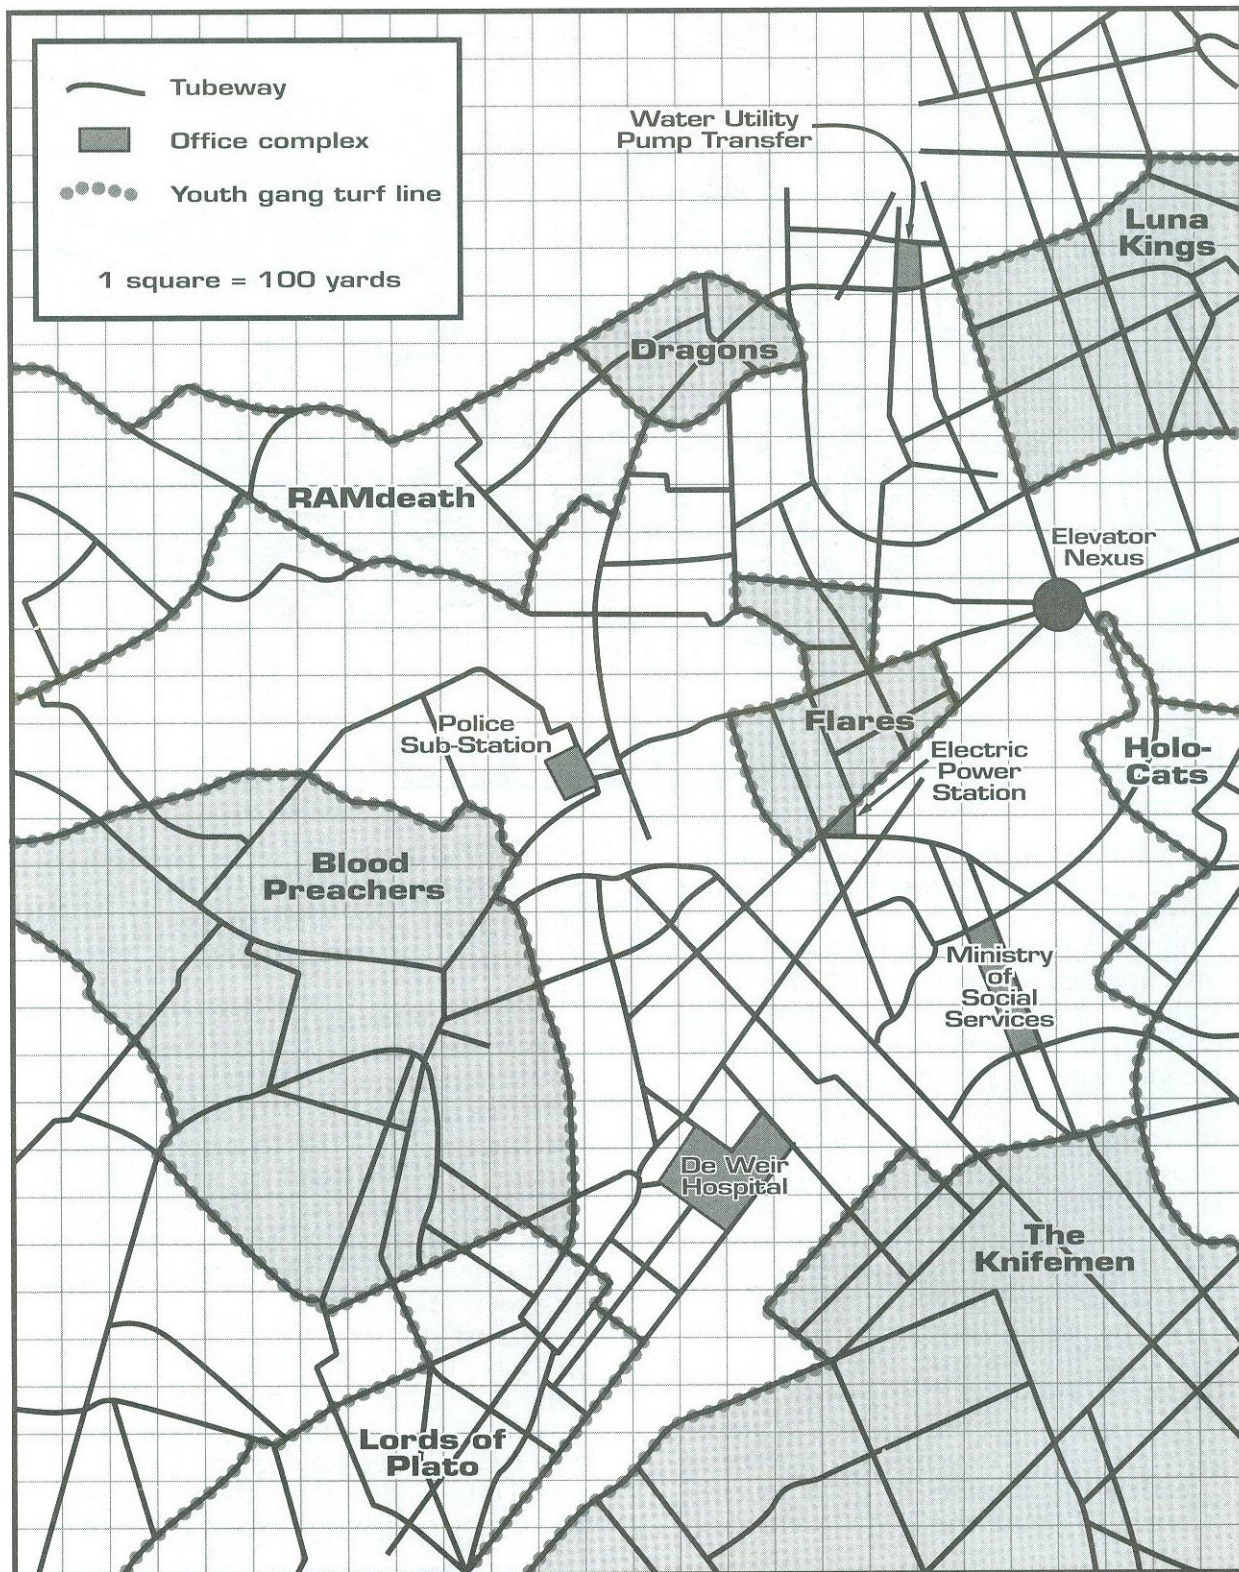 Tubeway
Office complex
Youth gang turf line
1 square = 100 yards
Water Utility
Pump Transfer
Luna
Kings
Dragons
RAMdeath
Elevator
Nexus
Police
Sub-Station
Flares
Electric
Power
Station
Holo-
Cats
Blood
Preachers
Ministry
of
Social
Services
De Weir
Hospital
The
Knifemen
Lords of
Plato